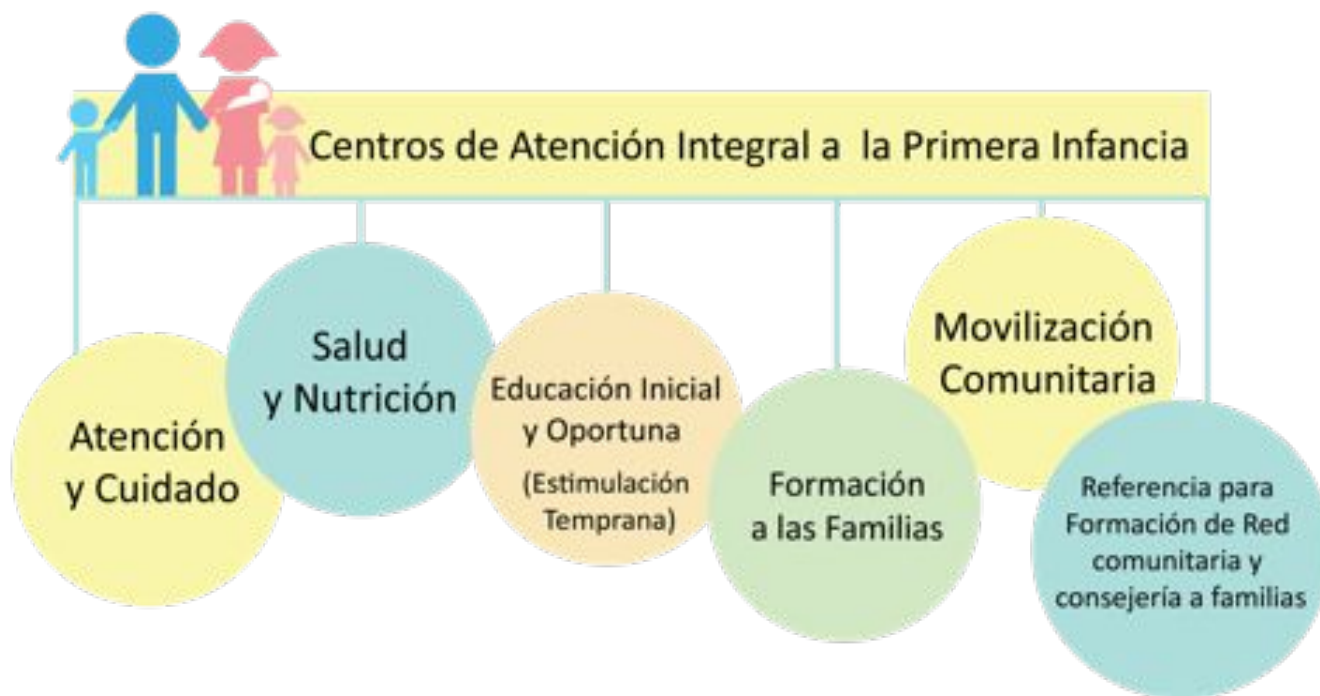 Centros de Atención Integral a la Primera Infancia
Atención
y Cuidado
Salud
y Nutrición
Educación Inicial
y Oportuna
(Estimulación
Temprana)
Formación
a las Familias
Movilización
Comunitaria
Referencia para
Formación de Red
comunitaria y
consejería a familias